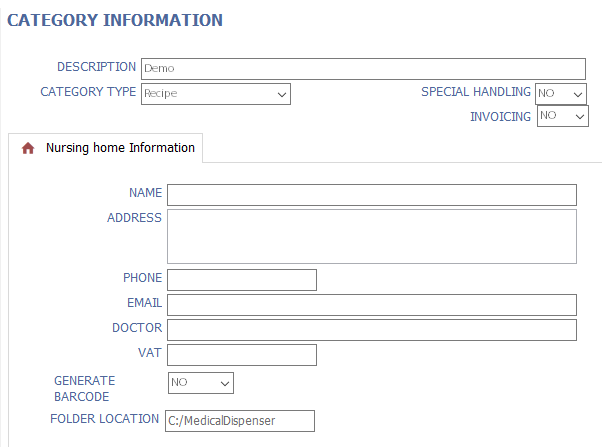 CATEGORY INFORMATION
DESCRIPTION Demo
CATEGORY TYPE Recipe SPECIAL HANDLING NO
INVOICING NO
Nursing home Information
NAME
ADDRESS
PHONE
EMAIL
DOCTOR
VAT
GENERATE
BARCODE NO
FOLDER LOCATION C:/MedicalDispenser